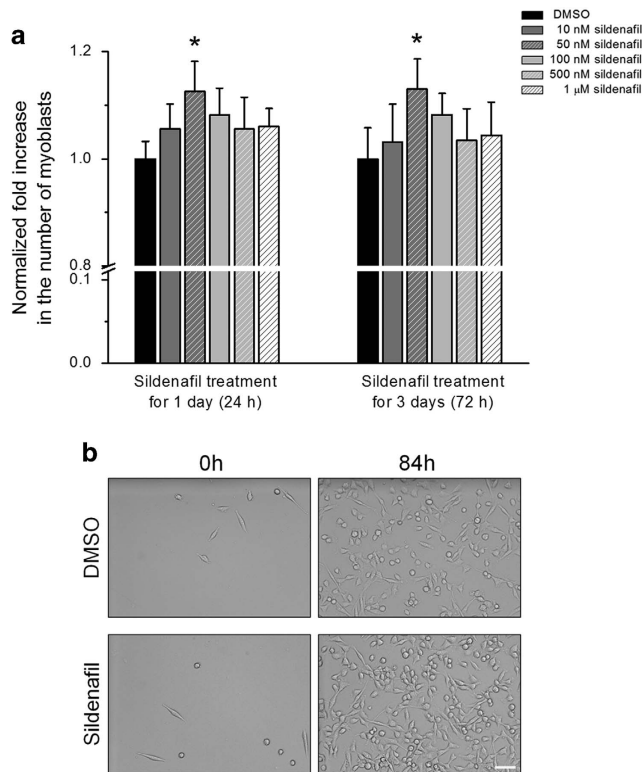 a
DMSO
10 nM sildenafil
50 nM sildenafil
100 nM sildenafil
500 nM sildenafil
1 µM sildenafil
Normalized fold increase
in the number of myoblasts
1.2
1.0
0.8
0.1
0.0
*
*
Sildenafil treatment
for 1 day (24 h)
Sildenafil treatment
for 3 days (72 h)
b
0h
84h
DMSO
Sildenafil